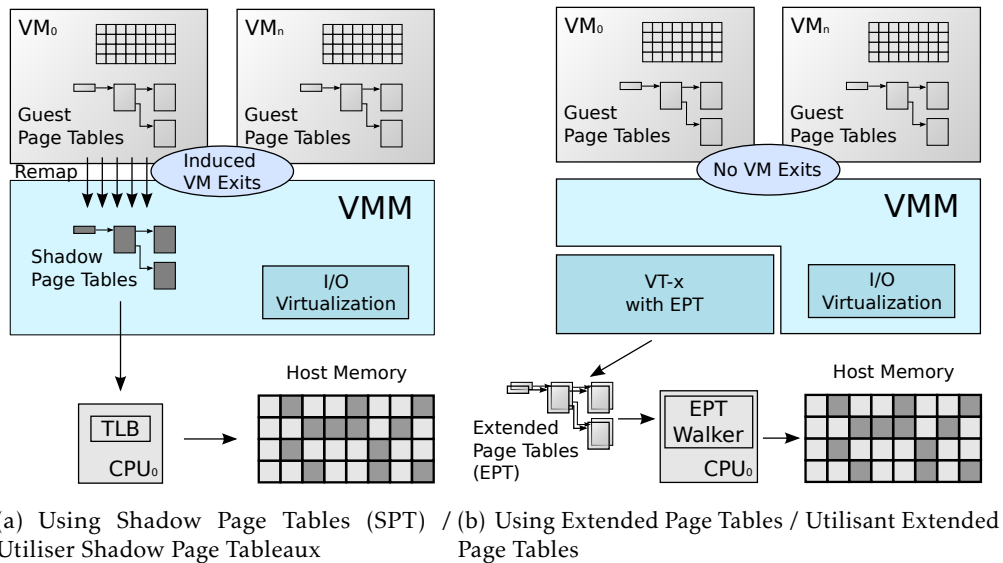 VM₀
VMₙ
Guest
Page Tables
Guest
Page Tables
Remap
Induced
VM Exits
VMM
Shadow
Page Tables
I/O
Virtualization
Host Memory
TLB
CPU₀
(a) Using Shadow Page Tables (SPT) /
Utiliser Shadow Page Tableaux
VM₀
VMₙ
Guest
Page Tables
Guest
Page Tables
No VM Exits
VMM
VT-x
with EPT
I/O
Virtualization
Host Memory
Extended
Page Tables
(EPT)
EPT
Walker
CPU₀
(b) Using Extended Page Tables / Utilisant Extended
Page Tables